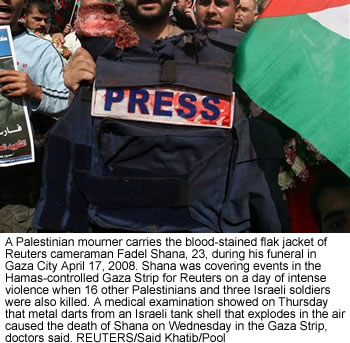 PRESS
A Palestinian mourner carries the blood-stained flak jacket of
Reuters cameraman Fadel Shana, 23, during his funeral in
Gaza City April 17, 2008. Shana was covering events in the
Hamas-controlled Gaza Strip for Reuters on a day of intense
violence when 16 other Palestinians and three Israeli soldiers
were also killed. A medical examination showed on Thursday
that metal darts from an Israeli tank shell that explodes in the air
caused the death of Shana on Wednesday in the Gaza Strip,
doctors said. REUTERS/Said Khatib/Pool